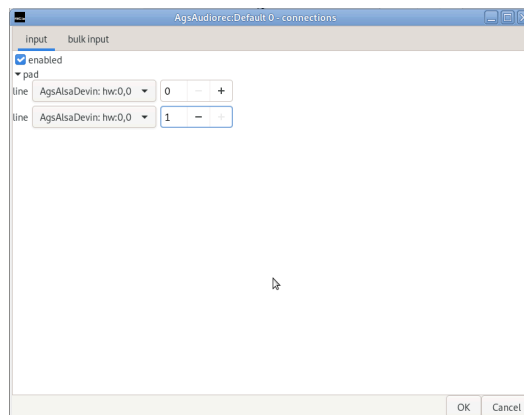 AgsAudiorec:Default 0 - connections
input bulk input
enabled
pad
line AgsAlsaDevin: hw:0,0 0 − +
line AgsAlsaDevin: hw:0,0 1 − +
OK Cancel